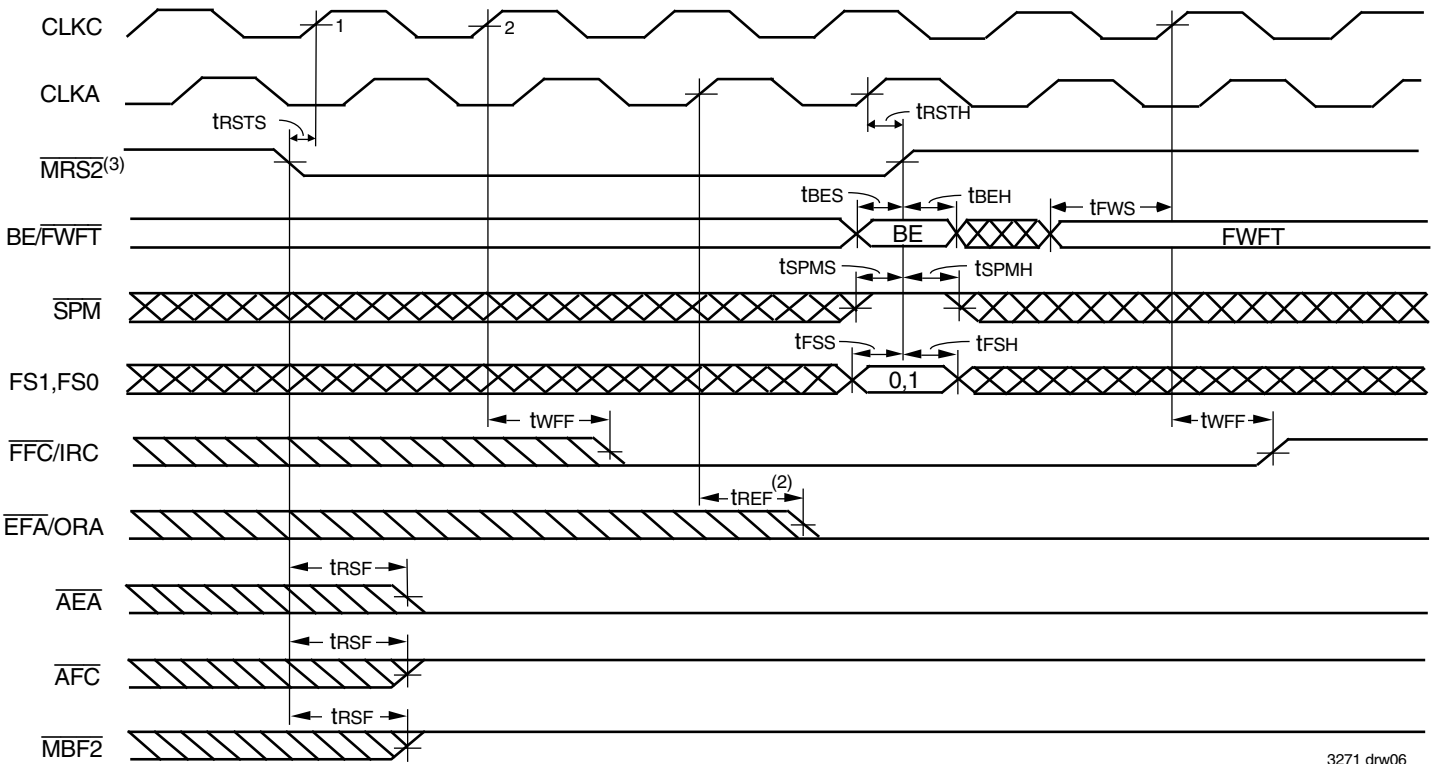 CLKC
1
2
CLKA
tRSTS
tRSTH
MRS2(3)
tBES
tBEH
tFWS
BE/FWFT
BE
FWFT
tSPMS
tSPMH
SPM
tFSS
tFSH
FS1,FS0
0,1
tWFF
tWFF
FFC/IRC
tREF(2)
EFA/ORA
tRSF
AEA
tRSF
AFC
tRSF
MBF2
3271 drw06